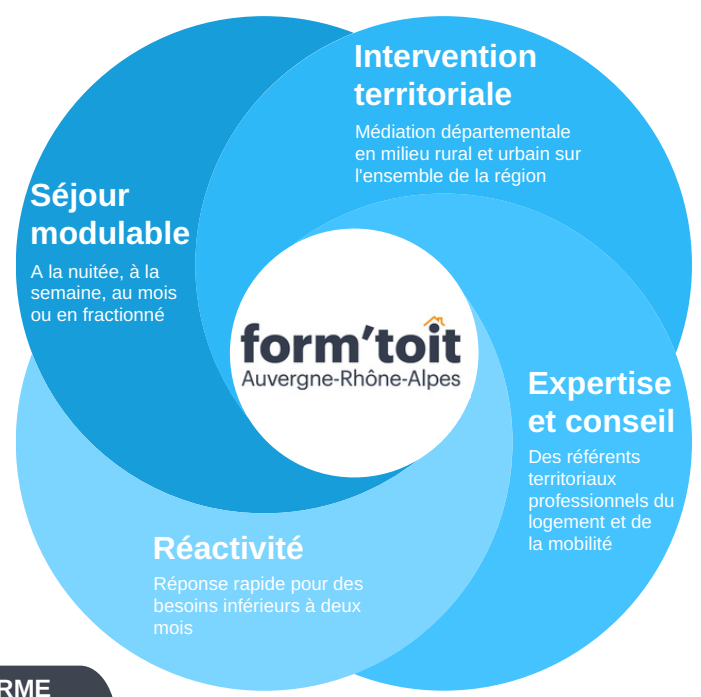 Intervention
territoriale
Médiation départementale
en milieu rural et urbain sur
l'ensemble de la région
Séjour
modulable
A la nuitée, à la
semaine, au mois
ou en fractionné
form'toit
Auvergne-Rhône-Alpes
Expertise
et conseil
Des référents
territoriaux
professionnels du
logement et de
la mobilité
Réactivité
Réponse rapide pour des
besoins inférieurs à deux
mois